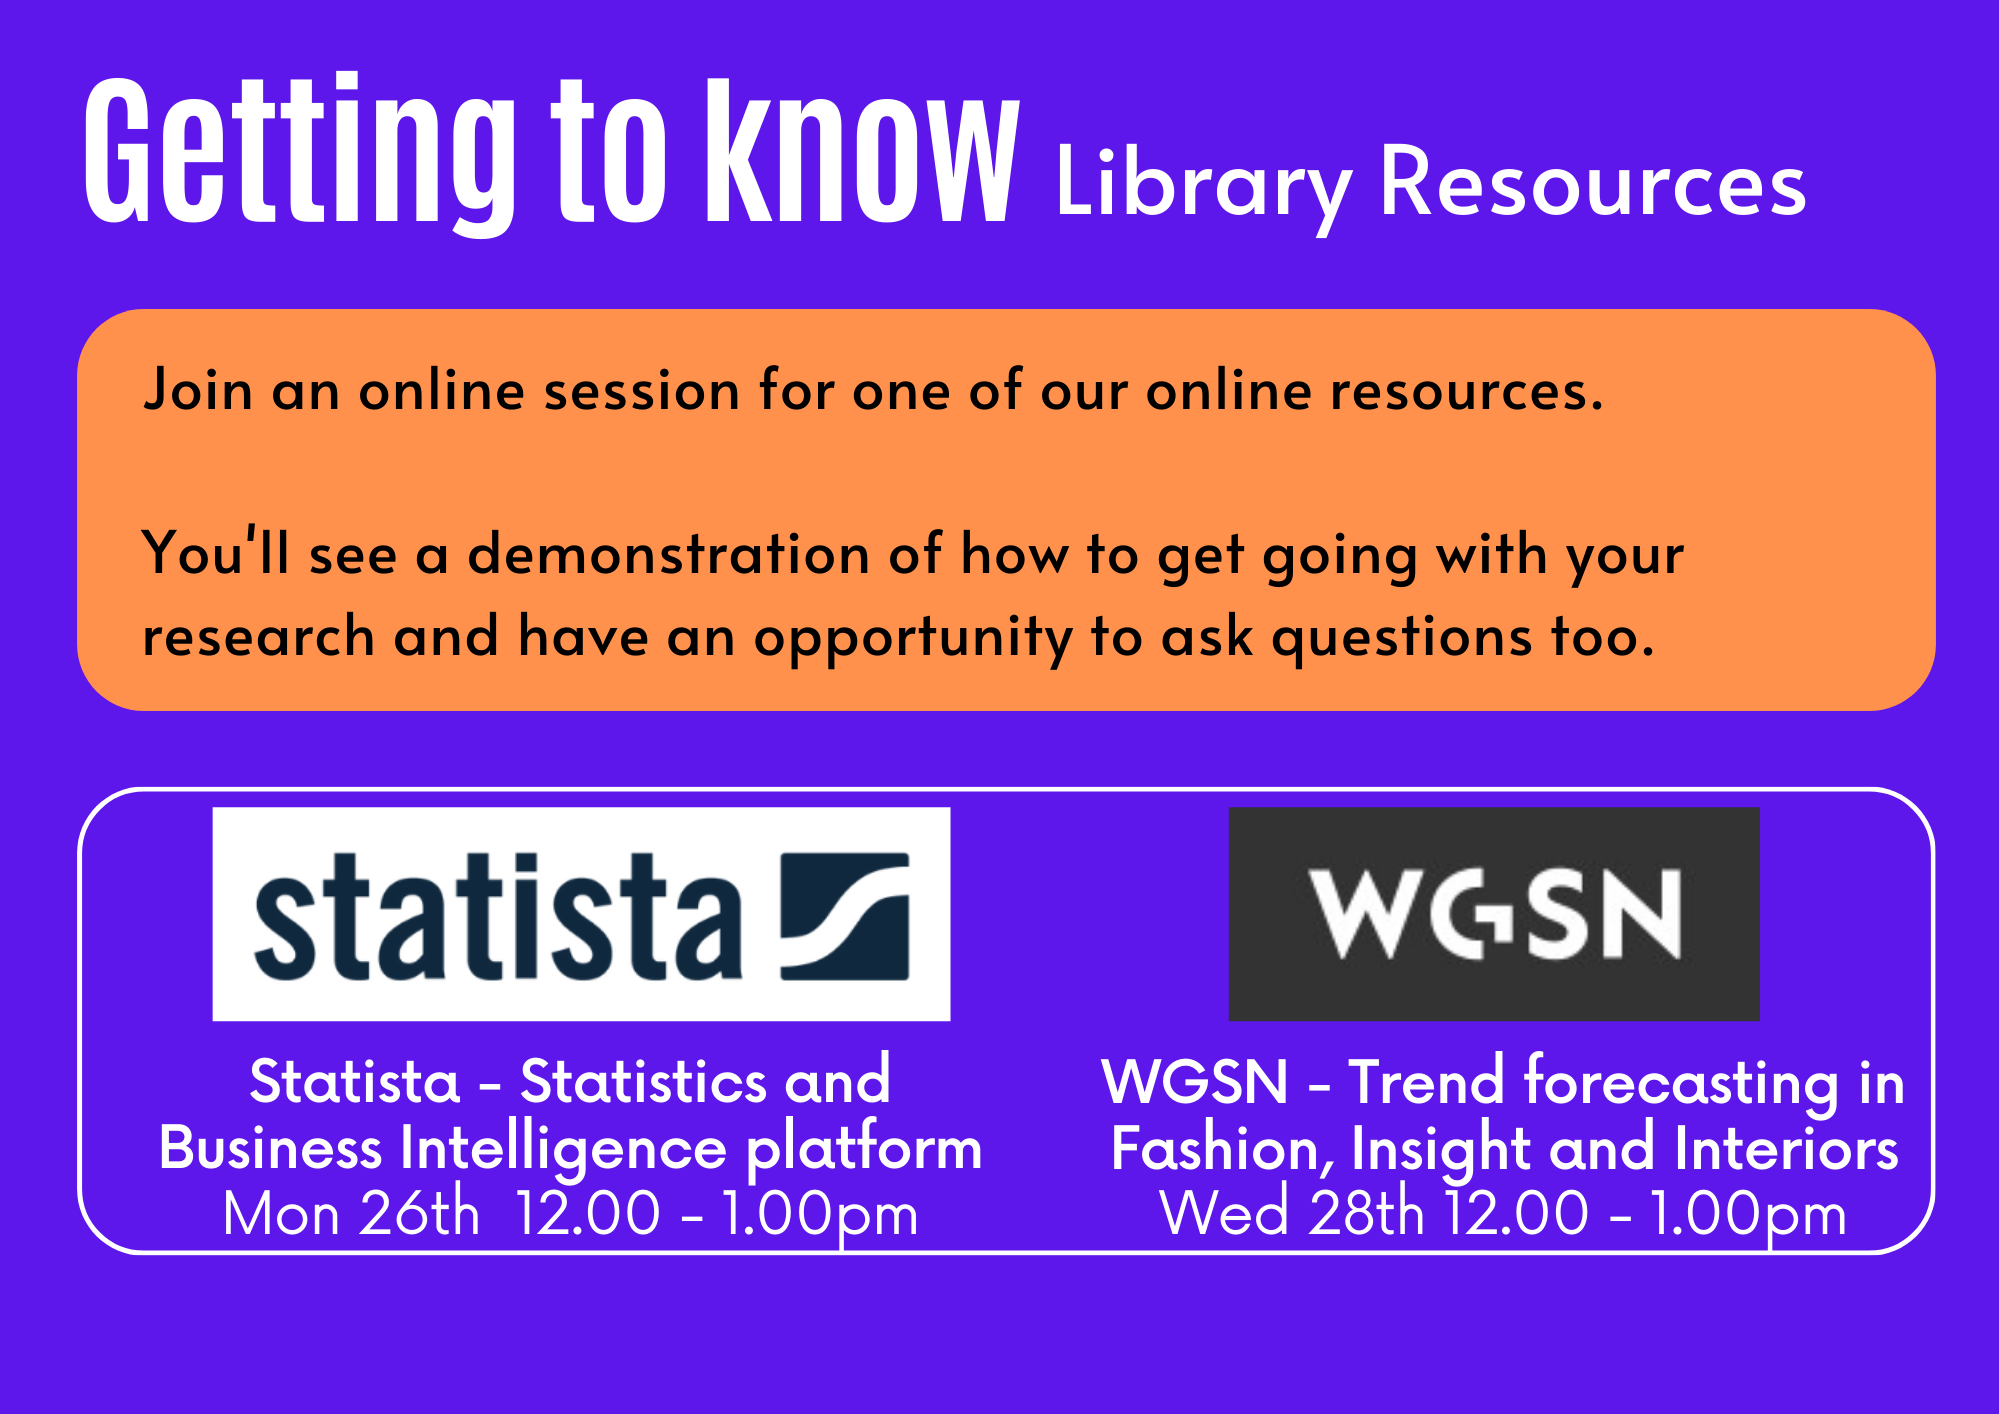 Getting to know Library Resources
Join an online session for one of our online resources.
You'll see a demonstration of how to get going with your
research and have an opportunity to ask questions too.
statista
Statista - Statistics and
Business Intelligence platform
Mon 26th  12.00 - 1.00pm
WGSN
WGSN - Trend forecasting in
Fashion, Insight and Interiors
Wed 28th 12.00 - 1.00pm